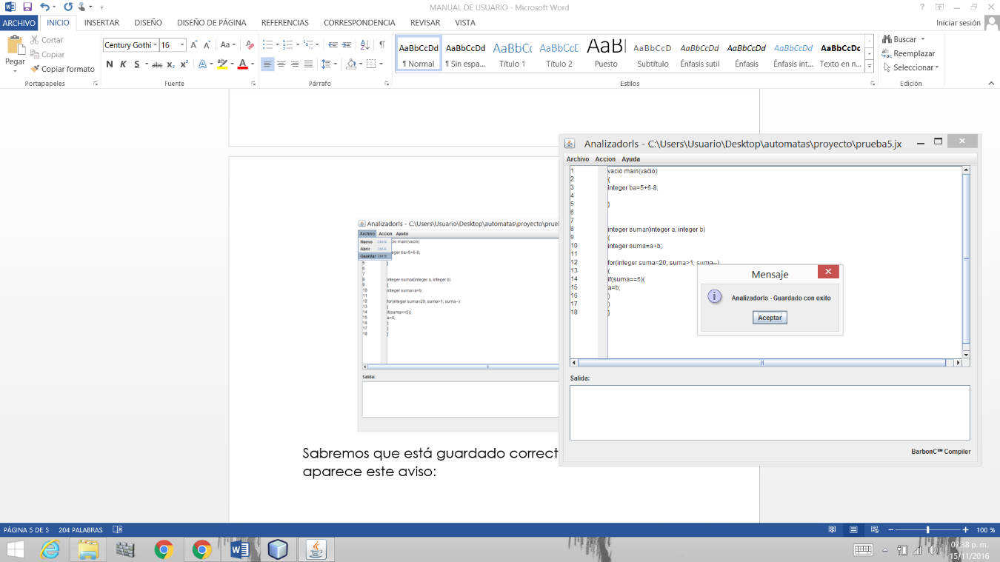 MANUAL DE USUARIO - Microsoft Word
ARCHIVO INICIO INSERTAR DISEÑO DISEÑO DE PÁGINA REFERENCIAS CORRESPONDENCIA REVISAR VISTA Iniciar sesión
Pegar
Cortar
Copiar
Copiar formato
Portapapeles
Century Gothi 16
N K S abc x₂ x²
Fuente
Párrafo
AaBbCcDd AaBbCcDd AaBbCc AaBbCcD AaB AaBbCcD AaBbCcDd AaBbCcDd AaBbCcDd AaBbCcDc
¶ Normal ¶ Sin espa... Título 1 Título 2 Puesto Subtítulo Énfasis sutil Énfasis Énfasis int... Texto en n...
Estilos
Buscar
Reemplazar
Seleccionar
Edición
Analizadorls - C:\Users\Usuario\Desktop\automatas\proyecto\prue
Archivo Accion Ayuda
Nuevo Ctrl-N
Abrir Ctrl-A
Guardar Ctrl-S
cio main(vacio)
teger ba=5+6-8;
5 }
6
7
8 integer sumar(integer a, integer b)
9 {
10 integer suma=a+b;
11
12 for(integer suma=20; suma>1; suma--)
13 {
14 if(suma==5){
15 a=b;
16 }
17 }
18 }
Salida:
Sabremos que está guardado correct
aparece este aviso:
Analizadorls - C:\Users\Usuario\Desktop\automatas\proyecto\prueba5.jx
Archivo Accion Ayuda
1 vacio main(vacio)
2 {
3 integer ba=5+6-8;
4
5 }
6
7
8 integer sumar(integer a, integer b)
9 {
10 integer suma=a+b;
11
12 for(integer suma=20; suma>1; suma--)
13 {
14 if(suma==5){
15 a=b;
16 }
17 }
18 }
Mensaje
Analizadorls - Guardado con exito
Aceptar
Salida:
BarbonC™ Compiler
PÁGINA 5 DE 5 204 PALABRAS 100 %
07:38 p. m.
15/11/2016